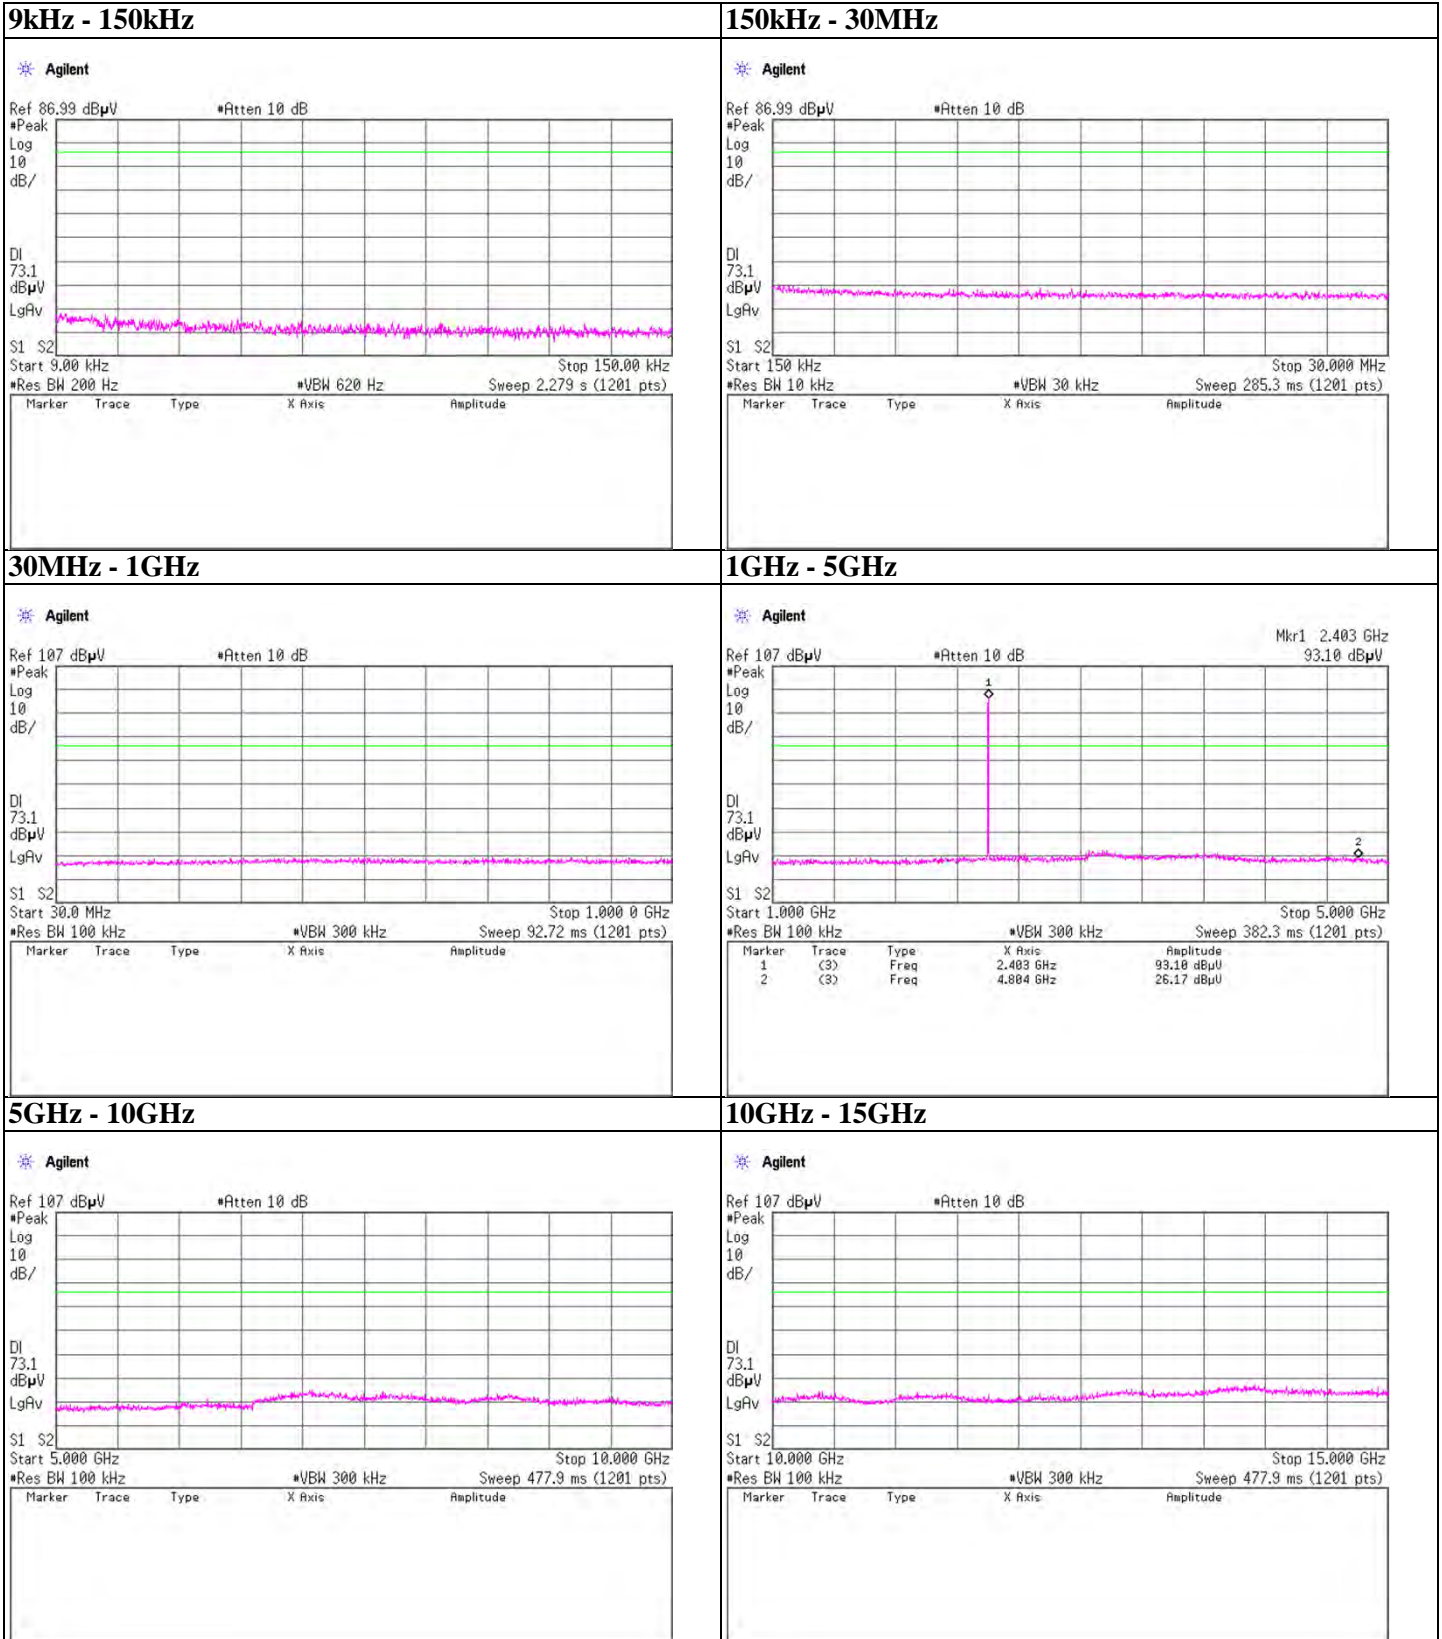 9kHz - 150kHz
Agilent
Ref 86.99 dBµV #Atten 10 dB
#Peak
Log
10
dB/
DI
73.1
dBµV
LgAv
S1 S2
Start 9.00 kHz Stop 150.00 kHz
#Res BW 200 Hz #VBW 620 Hz Sweep 2.279 s (1201 pts)
Marker Trace Type X Axis Amplitude
150kHz - 30MHz
Agilent
Ref 86.99 dBµV #Atten 10 dB
#Peak
Log
10
dB/
DI
73.1
dBµV
LgAv
S1 S2
Start 150 kHz Stop 30.000 MHz
#Res BW 10 kHz #VBW 30 kHz Sweep 285.3 ms (1201 pts)
Marker Trace Type X Axis Amplitude
30MHz - 1GHz
Agilent
Ref 107 dBµV #Atten 10 dB
#Peak
Log
10
dB/
DI
73.1
dBµV
LgAv
S1 S2
Start 30.0 MHz Stop 1.000 0 GHz
#Res BW 100 kHz #VBW 300 kHz Sweep 92.72 ms (1201 pts)
Marker Trace Type X Axis Amplitude
1GHz - 5GHz
Agilent
Mkr1 2.403 GHz
Ref 107 dBµV #Atten 10 dB 93.10 dBµV
#Peak
Log
10
dB/
1
DI
73.1
dBµV
LgAv
2
S1 S2
Start 1.000 GHz Stop 5.000 GHz
#Res BW 100 kHz #VBW 300 kHz Sweep 382.3 ms (1201 pts)
Marker Trace Type X Axis Amplitude
1 (3) Freq 2.403 GHz 93.10 dBµV
2 (3) Freq 4.804 GHz 26.17 dBµV
5GHz - 10GHz
Agilent
Ref 107 dBµV #Atten 10 dB
#Peak
Log
10
dB/
DI
73.1
dBµV
LgAv
S1 S2
Start 5.000 GHz Stop 10.000 GHz
#Res BW 100 kHz #VBW 300 kHz Sweep 477.9 ms (1201 pts)
Marker Trace Type X Axis Amplitude
10GHz - 15GHz
Agilent
Ref 107 dBµV #Atten 10 dB
#Peak
Log
10
dB/
DI
73.1
dBµV
LgAv
S1 S2
Start 10.000 GHz Stop 15.000 GHz
#Res BW 100 kHz #VBW 300 kHz Sweep 477.9 ms (1201 pts)
Marker Trace Type X Axis Amplitude